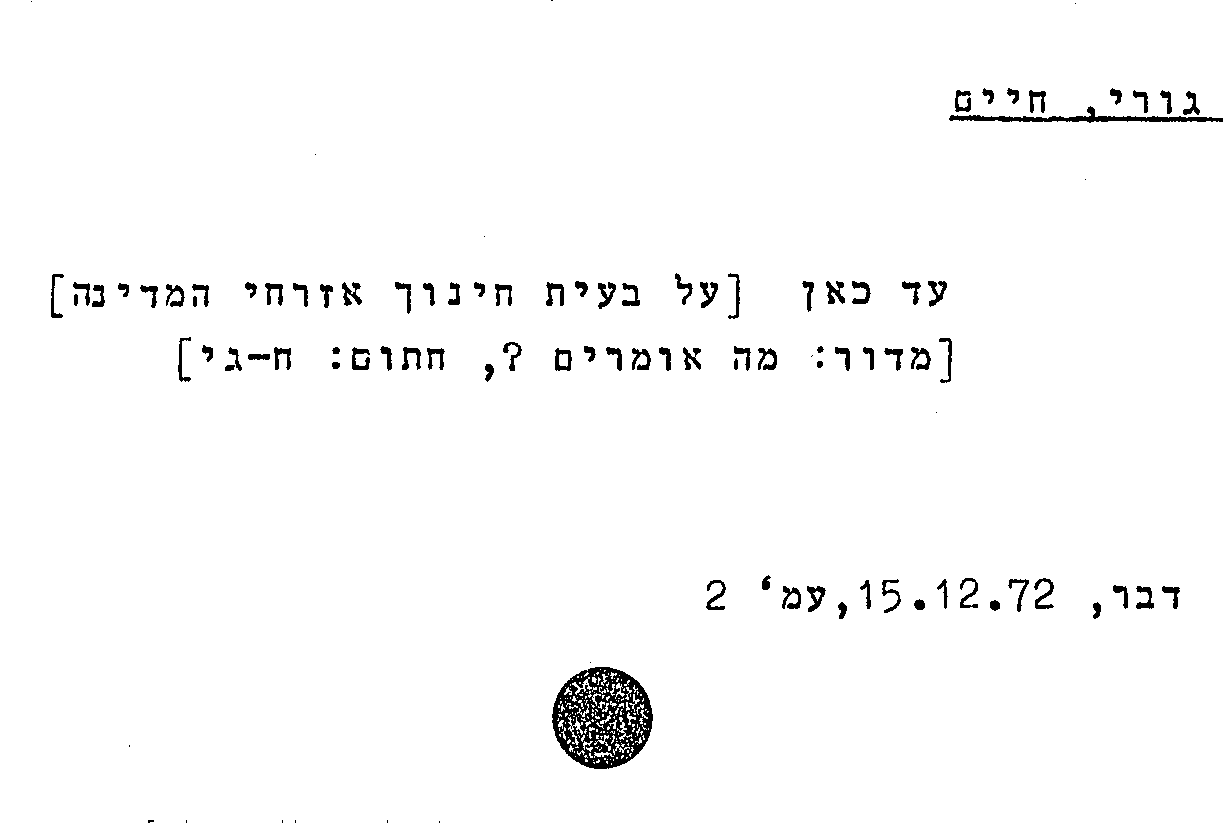 גורי, חיים
עד כאן [על בעית חינוך אזרחי המדינה]
[מדור: מה אומרים ?, חתום: ח-גי]
דבר, 15.12.72,עמ' 2